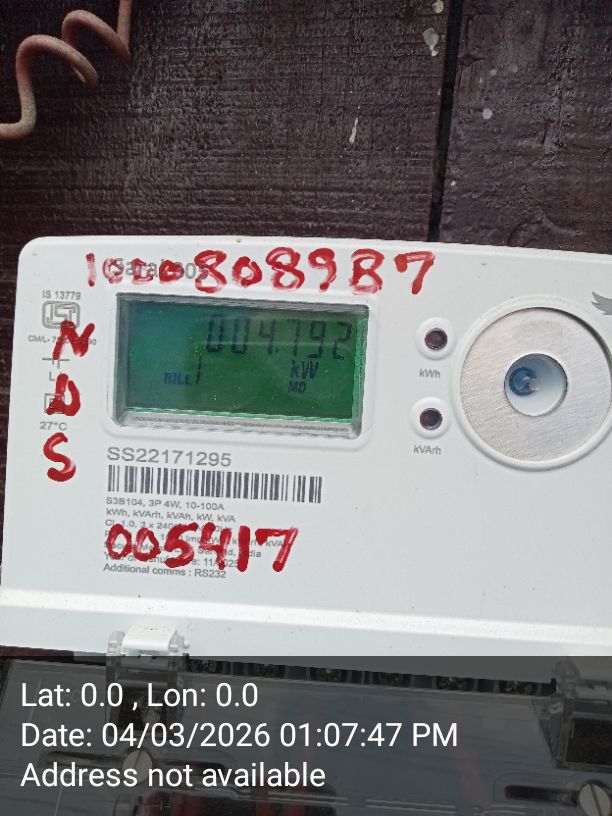 10008089B7
IS 13779
N
D
S
27°C
004.792
BILL kW
MD
kWh
kVArh
SS22171295
S3B104, 3P 4W, 10-100A
kWh, kVArh, kVAh, kW, kVA
005417
Additional comms : RS232
Lat: 0.0 , Lon: 0.0
Date: 04/03/2026 01:07:47 PM
Address not available